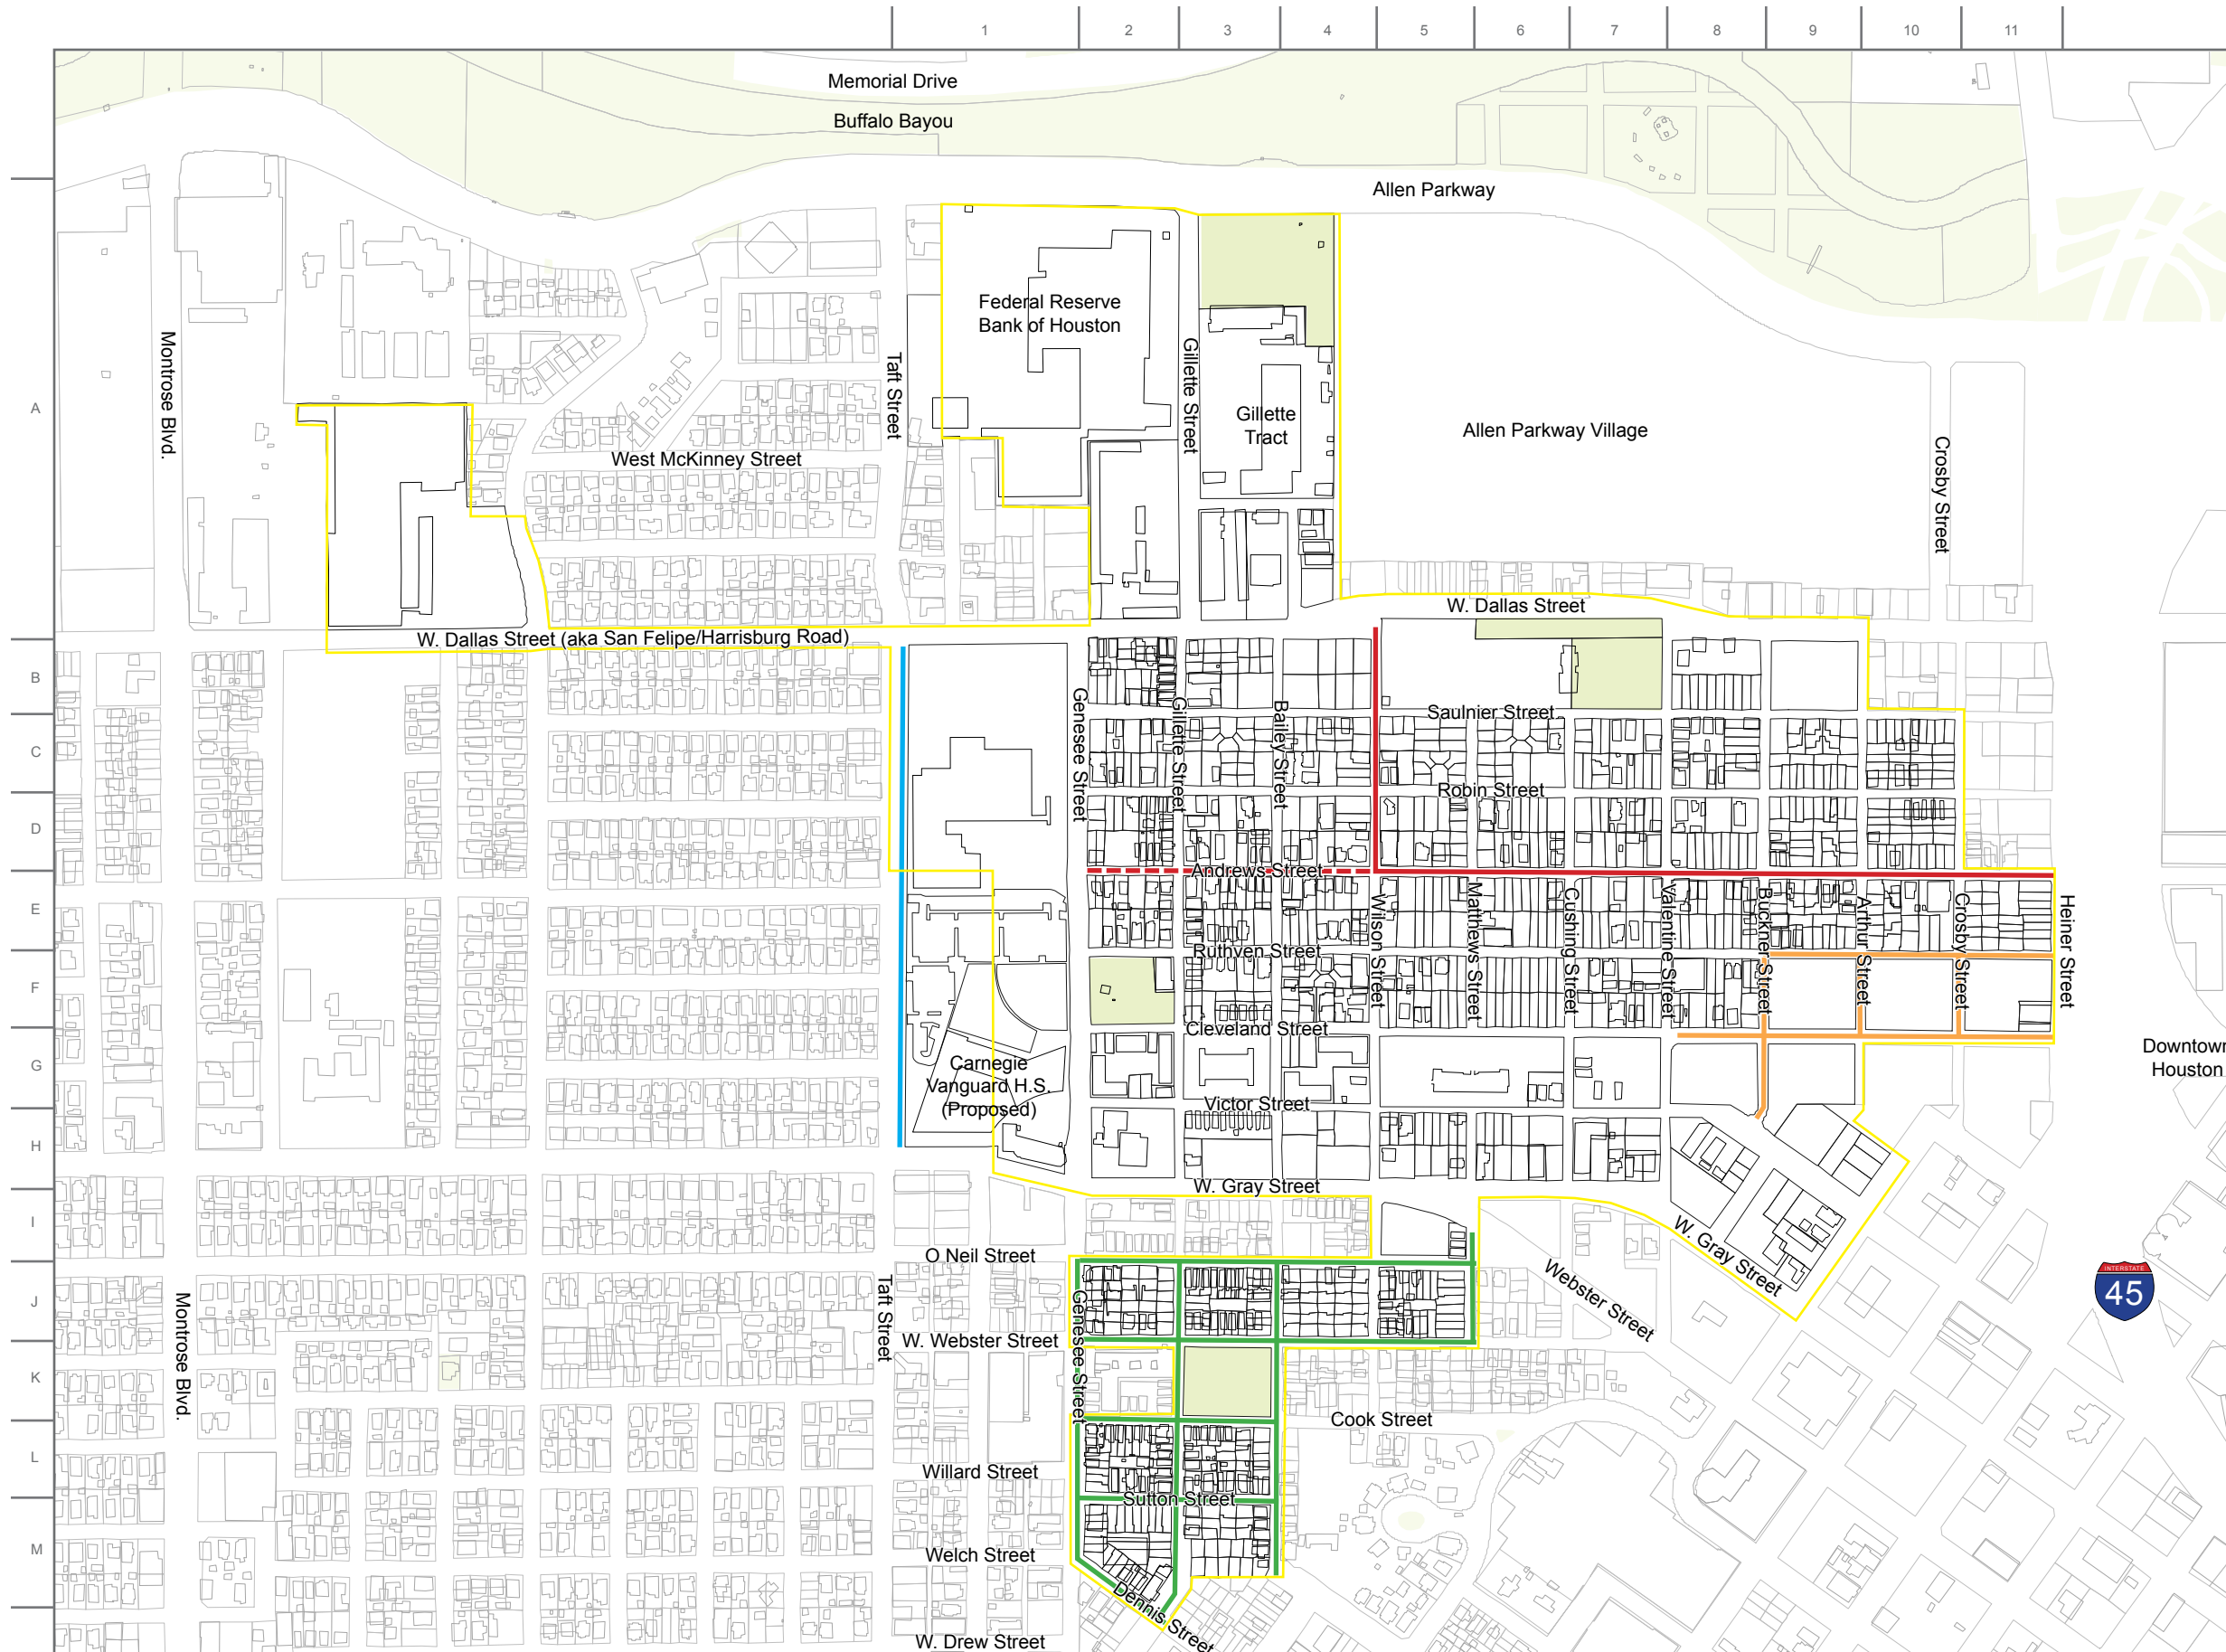 1 2 3 4 5 6 7 8 9 10 11
Memorial Drive
Buffalo Bayou
Allen Parkway
Federal Reserve
Bank of Houston
Montrose Blvd.
Taft Street
Gillette Street
A
Gillette
Tract
Allen Parkway Village
Crosby Street
West McKinney Street
W. Dallas Street
W. Dallas Street (aka San Felipe/Harrisburg Road)
B
Genesee Street
Gillette Street
Bailey Street
Saulnier Street
C
Robin Street
D
Andrews Street
E
Wilson Street
Matthews Street
Cushing Street
Valentine Street
Buckner Street
Arthur Street
Crosby Street
Heiner Street
Ruthven Street
F
Cleveland Street
G
Carnegie
Vanguard H.S.
(Proposed)
Downtown
Houston
Victor Street
H
W. Gray Street
I
W. Gray Street
O Neil Street
Webster Street
J
INTERSTATE
45
Montrose Blvd.
Taft Street
Genesee Street
W. Webster Street
K
Cook Street
L
Willard Street
Sutton Street
M
Welch Street
Dennis Street
W. Drew Street